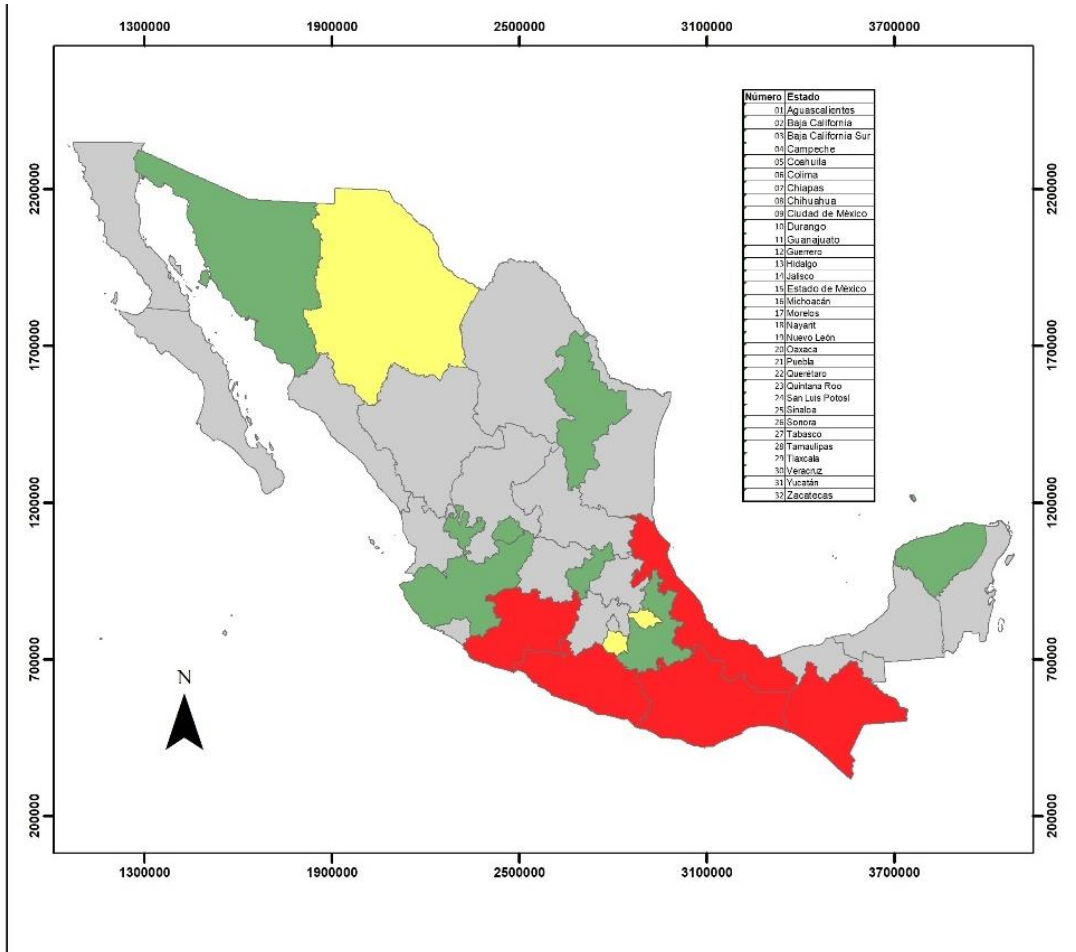 1300000 1900000 2500000 3100000 3700000
2200000 2200000
1700000 1700000
1200000 1200000
700000 700000
200000 200000
Número Estado
01 Aguascalientes
02 Baja California
03 Baja California Sur
04 Campeche
05 Coahuila
06 Colima
07 Chiapas
08 Chihuahua
09 Ciudad de México
10 Durango
11 Guanajuato
12 Guerrero
13 Hidalgo
14 Jalisco
15 Estado de México
16 Michoacán
17 Morelos
18 Nayarit
19 Nuevo León
20 Oaxaca
21 Puebla
22 Querétaro
23 Quintana Roo
24 San Luis Potosí
25 Sinaloa
26 Sonora
27 Tabasco
28 Tamaulipas
29 Tlaxcala
30 Veracruz
31 Yucatán
32 Zacatecas
N
1300000 1900000 2500000 3100000 3700000